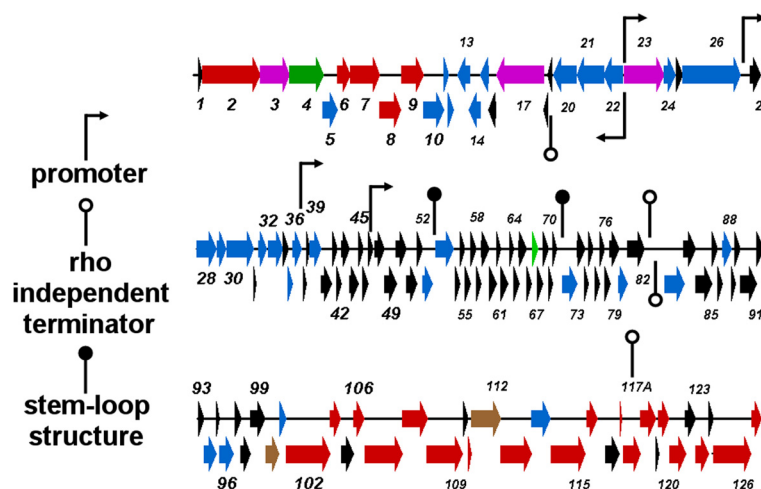 13
21
23
26
1 2 3 4 6 7 9 17 20 22 24 2
5 8 10 14
promoter
rho
independent
terminator
stem-loop
structure
32 36 39 45 52 58 64 70 76 88
28 30 82
42 49 55 61 67 73 79 85 91
93 99 106 112 117A 123
96 102 109 115 120 126